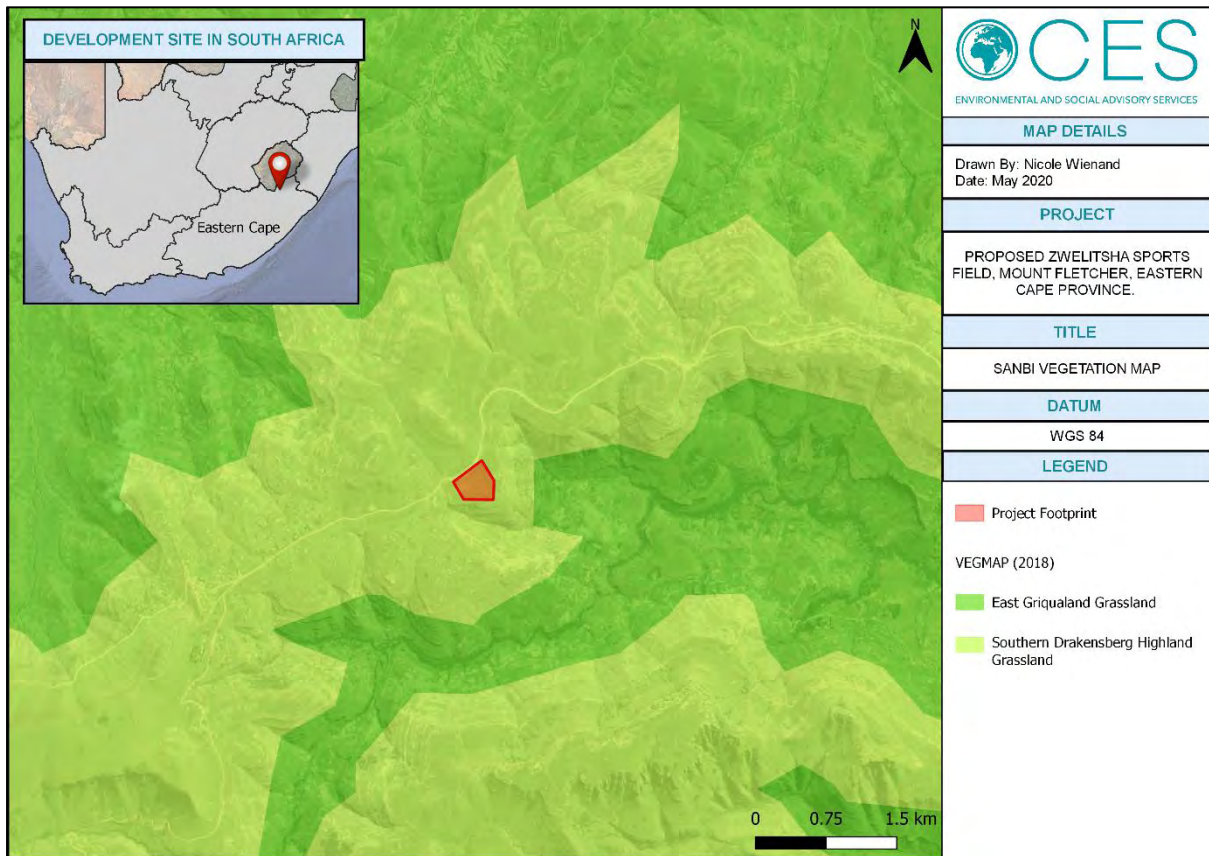 DEVELOPMENT SITE IN SOUTH AFRICA
Eastern Cape
N
0 0.75 1.5 km
CES
ENVIRONMENTAL AND SOCIAL ADVISORY SERVICES
MAP DETAILS
Drawn By: Nicole Wienand
Date: May 2020
PROJECT
PROPOSED ZWELITSHA SPORTS
FIELD, MOUNT FLETCHER, EASTERN
CAPE PROVINCE.
TITLE
SANBI VEGETATION MAP
DATUM
WGS 84
LEGEND
Project Footprint
VEGMAP (2018)
East Griqualand Grassland
Southern Drakensberg Highland
Grassland